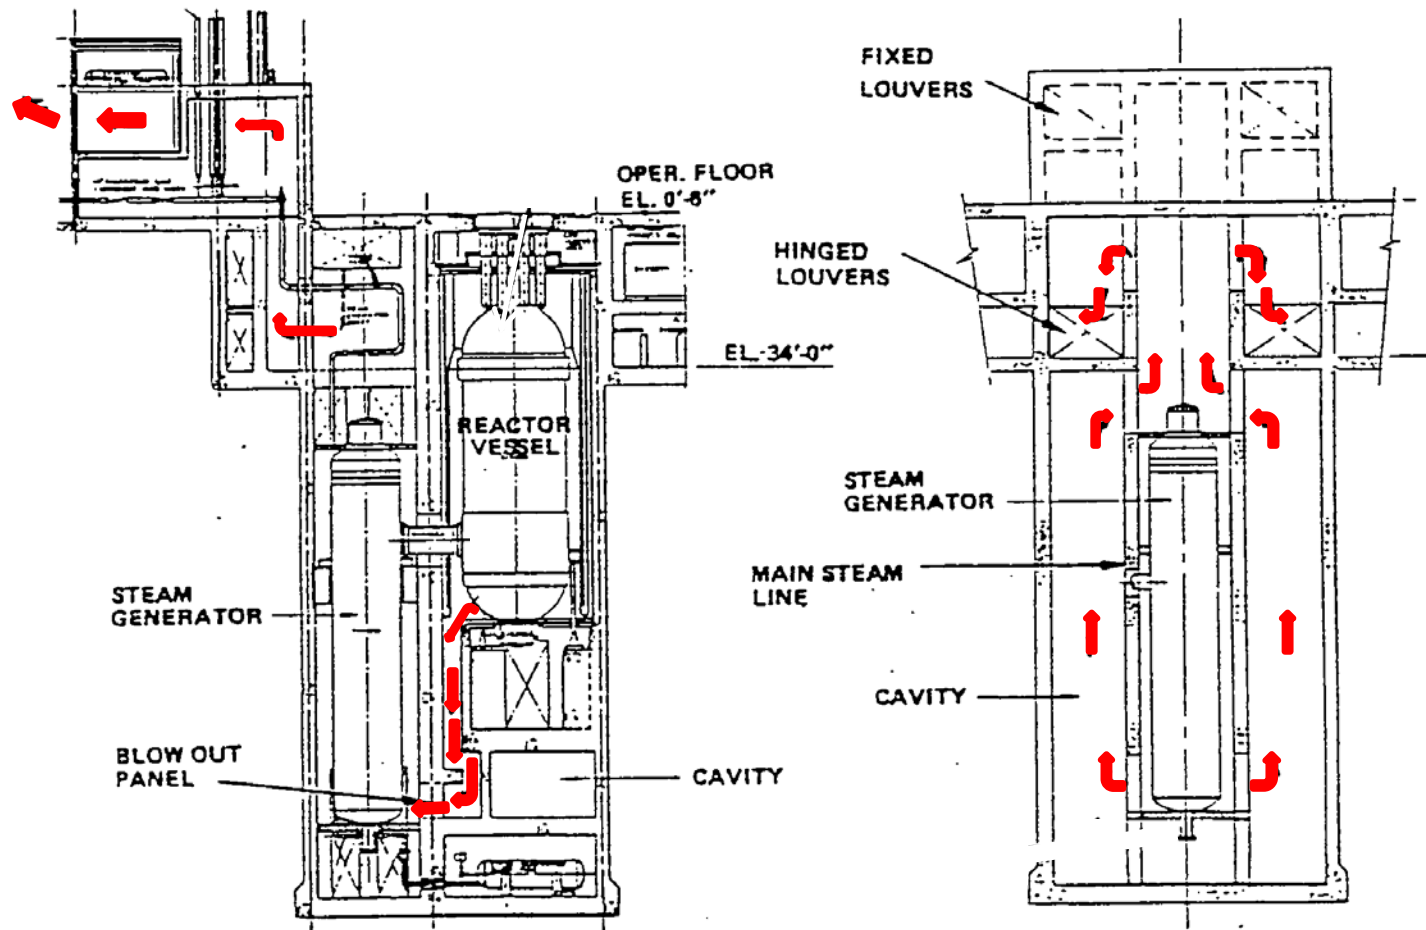 FIXED
LOUVERS
OPER. FLOOR
EL. 0'-6"
HINGED
LOUVERS
EL.-34'-0"
REACTOR
VESSEL
STEAM
GENERATOR
MAIN STEAM
LINE
STEAM
GENERATOR
CAVITY
BLOW OUT
PANEL
CAVITY